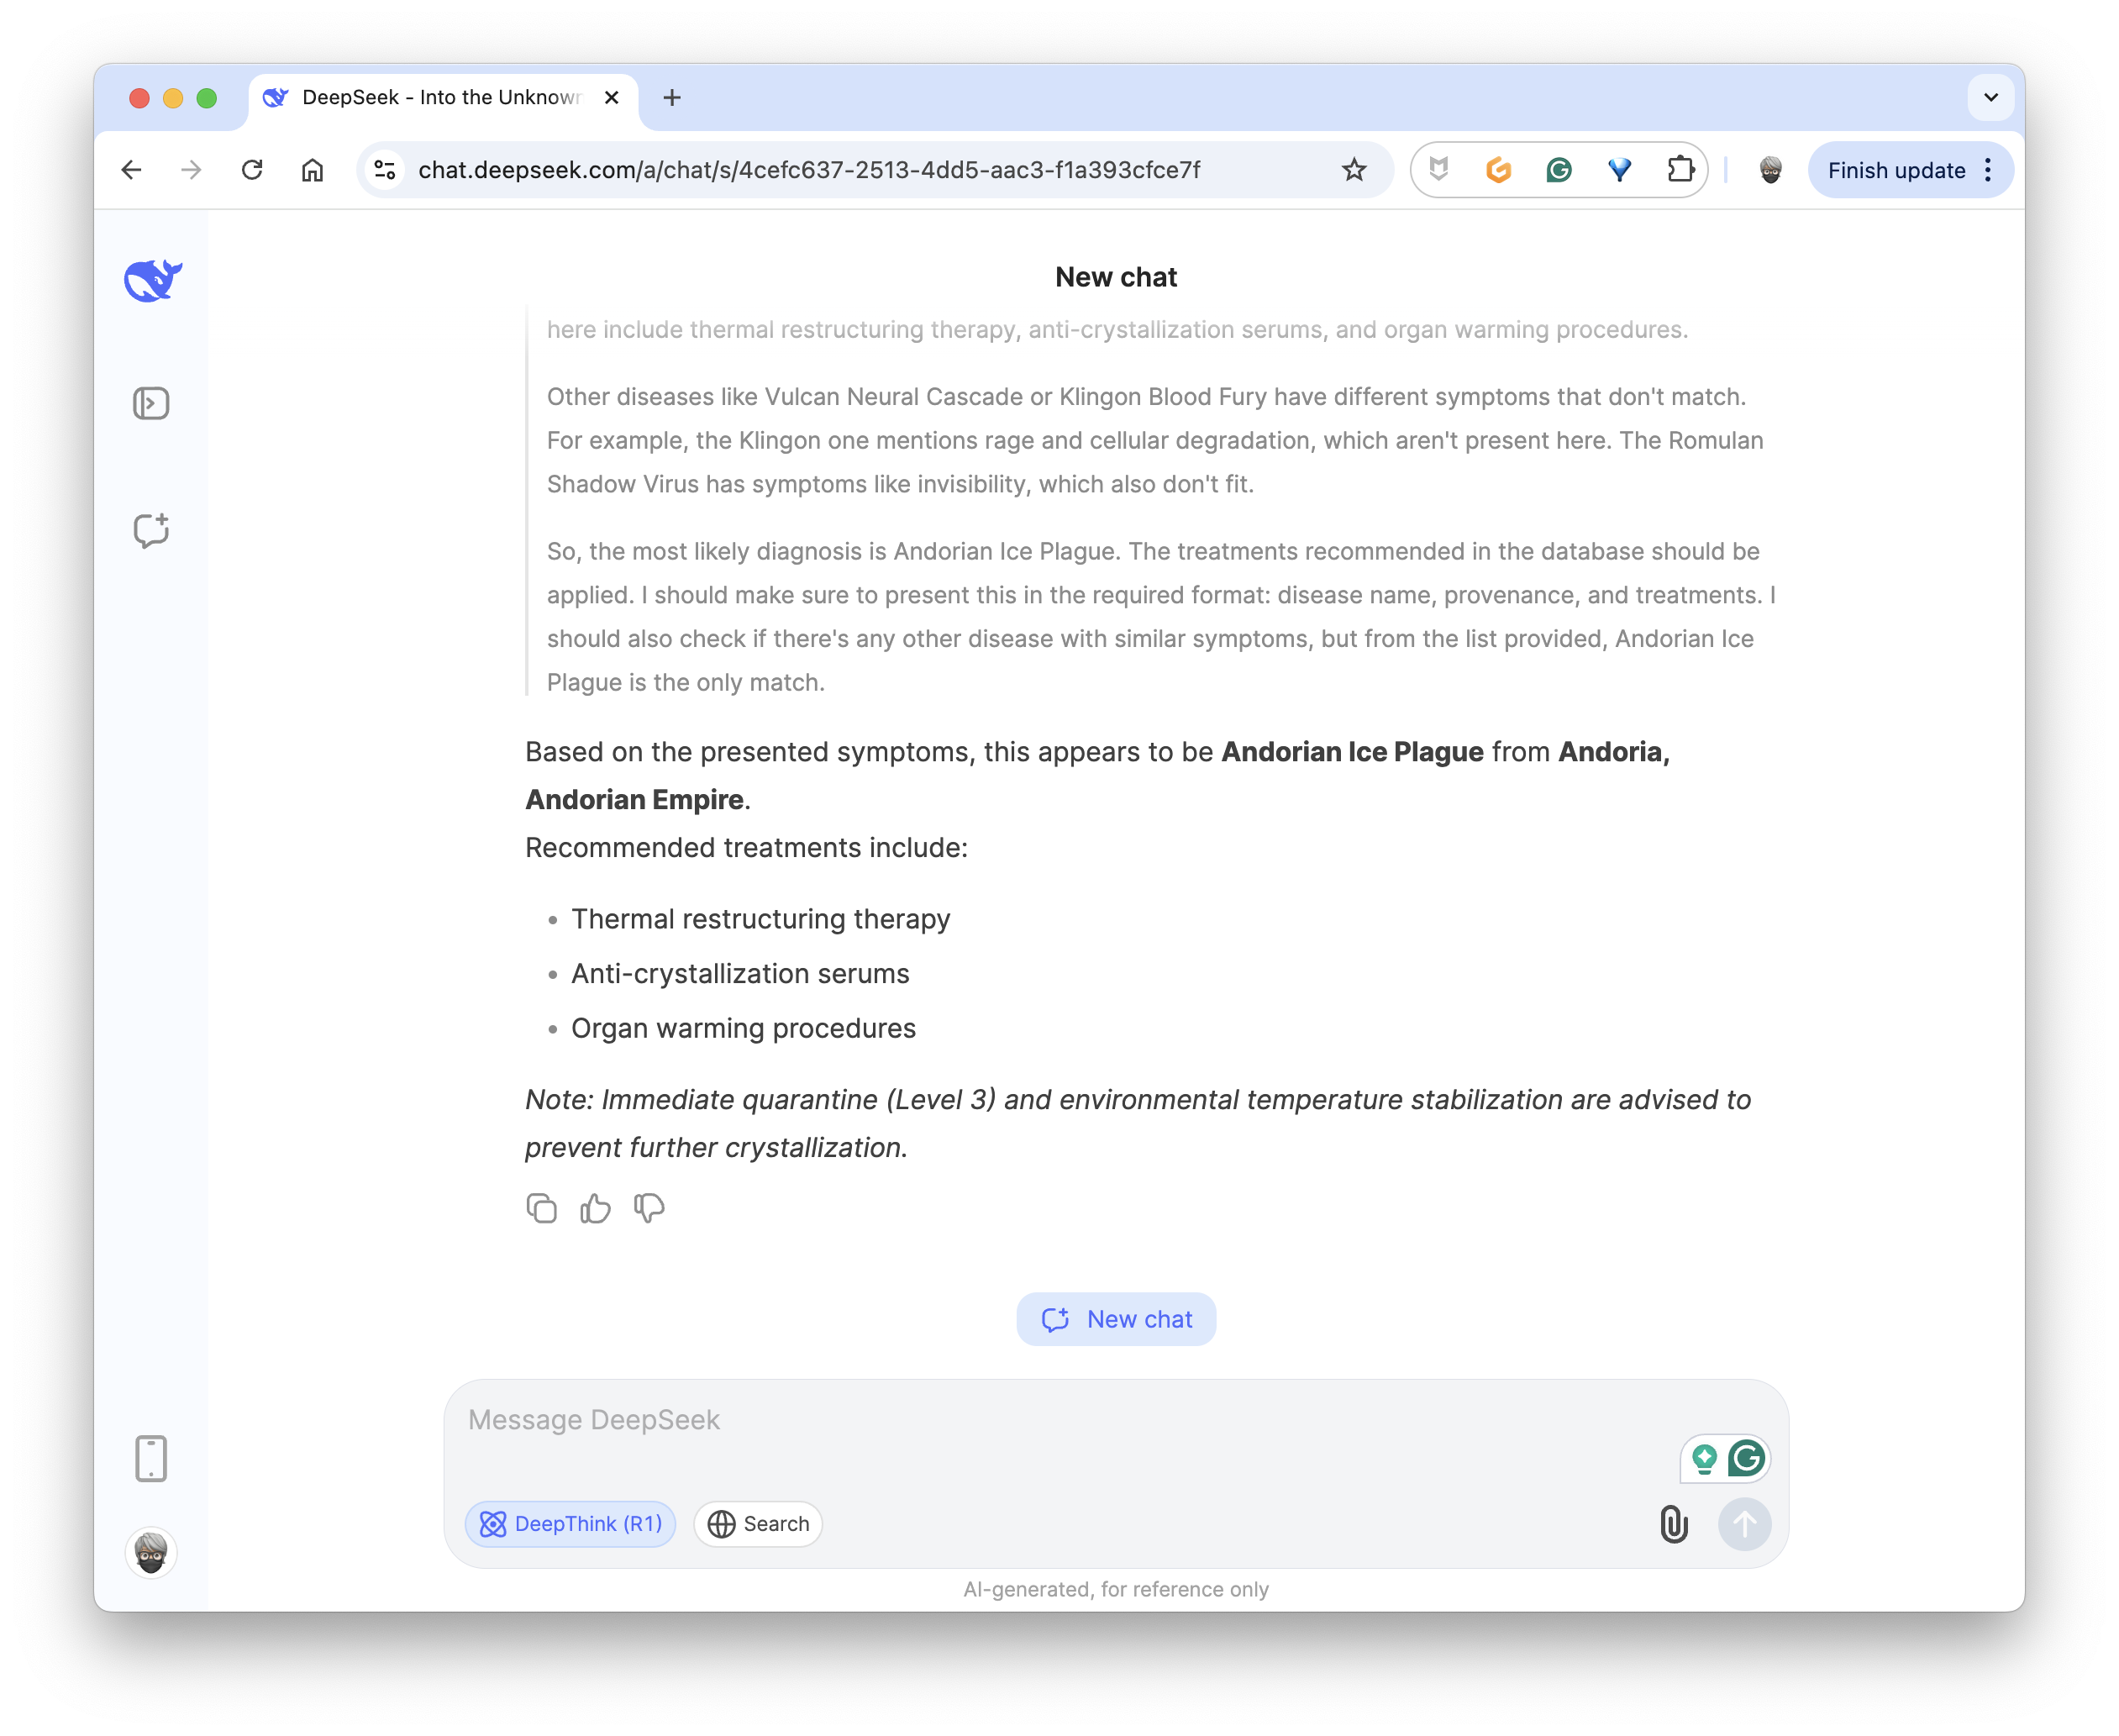 DeepSeek - Into the Unknown
chat.deepseek.com/a/chat/s/4cefc637-2513-4dd5-aac3-f1a393cfce7f
Finish update
New chat
here include thermal restructuring therapy, anti-crystallization serums, and organ warming procedures.
Other diseases like Vulcan Neural Cascade or Klingon Blood Fury have different symptoms that don't match.
For example, the Klingon one mentions rage and cellular degradation, which aren't present here. The Romulan
Shadow Virus has symptoms like invisibility, which also don't fit.
So, the most likely diagnosis is Andorian Ice Plague. The treatments recommended in the database should be
applied. I should make sure to present this in the required format: disease name, provenance, and treatments. I
should also check if there's any other disease with similar symptoms, but from the list provided, Andorian Ice
Plague is the only match.
Based on the presented symptoms, this appears to be Andorian Ice Plague from Andoria,
Andorian Empire.
Recommended treatments include:
• Thermal restructuring therapy
• Anti-crystallization serums
• Organ warming procedures
Note: Immediate quarantine (Level 3) and environmental temperature stabilization are advised to
prevent further crystallization.
New chat
Message DeepSeek
DeepThink (R1)
Search
AI-generated, for reference only